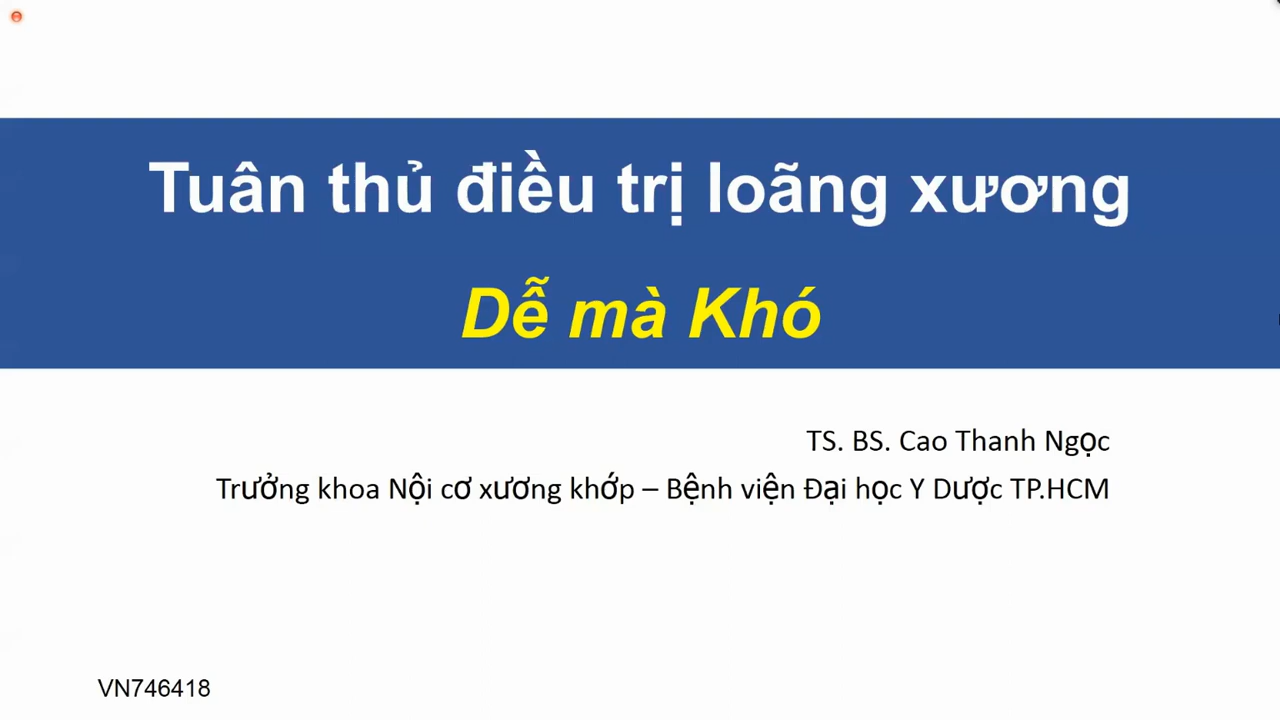 Tuân thủ điều trị loãng xương
Dễ mà Khó
TS. BS. Cao Thanh Ngọc
Trưởng khoa Nội cơ xương khớp – Bệnh viện Đại học Y Dược TP.HCM
VN746418